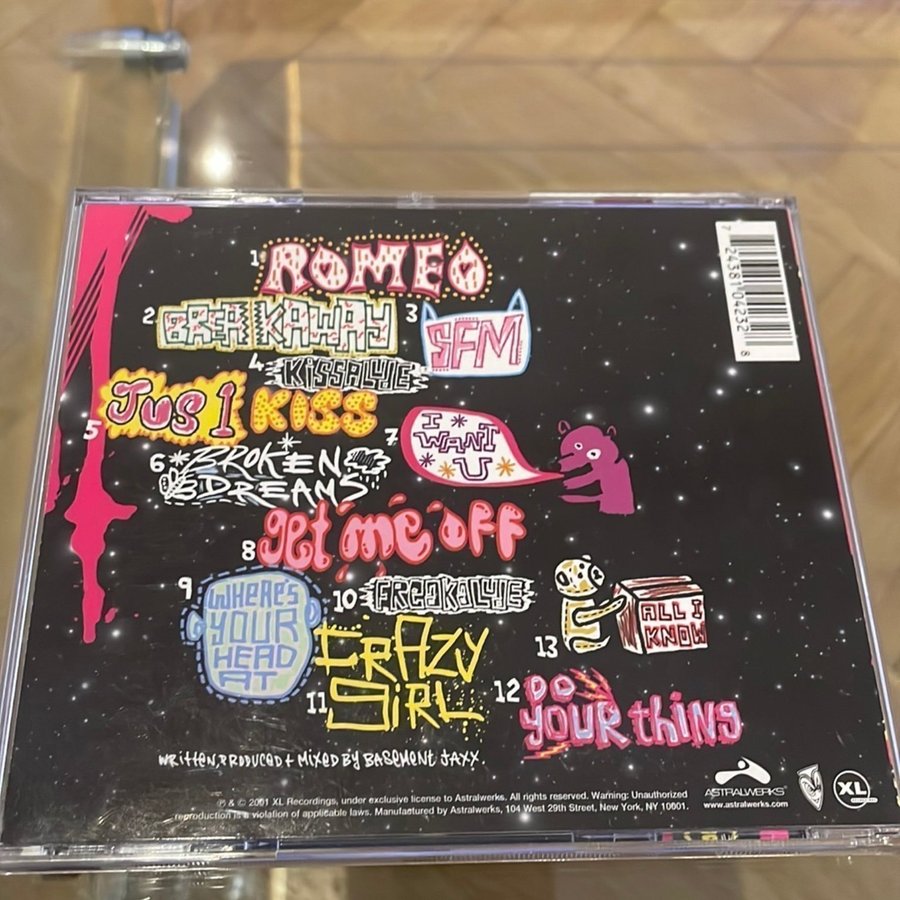 1 ROMEO
2 BREAKAWAY
3 SFM
4 KISSALUDE
5 JUS 1 KISS
6 BROKEN
DREAMS
7 I
WANT
U
8 get me OFF
9 WHERE'S
YOUR
HEAD
AT
10 FREAKALUDE
11 CRAZY
GiRL
12 DO
YOUR thiNG
13 ALL I
KNOW
WRittEN, PRODUCED + MIXED BY BASEMENT JAXX.
℗ & © 2001 XL Recordings, under exclusive license to Astralwerks. All rights reserved. Warning: Unauthorized
reproduction is a violation of applicable laws. Manufactured by Astralwerks, 104 West 29th Street, New York, NY 10001.
ASTRALWERKS
www.astralwerks.com
XL
7 24381 04232 8